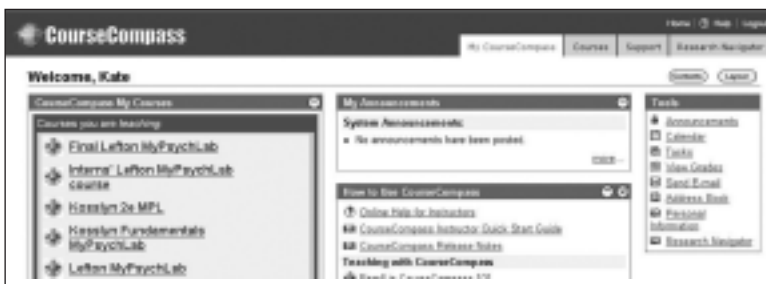 Home | Help | Logout
CourseCompass
My CourseCompass Courses Support Research Navigator
Welcome, Kate
Contents Layout
CourseCompass My Courses
Courses you are teaching
Final Lefton MyPsychLab
Interna' Lefton MyPsychLab
course
Kosslyn 2e MPL
Kosslyn Fundamentals
MyPsychLab
Lefton MyPsychLab
My Announcements
System Announcements:
No announcements have been posted.
more...
How to Use CourseCompass
Online Help for Instructors
CourseCompass Instructor Quick Start Guide
CourseCompass Release Notes
Teaching with CourseCompass
Tools
Announcements
Calendar
Tasks
View Grades
Send E-mail
Address Book
Personal
Information
Research Navigator